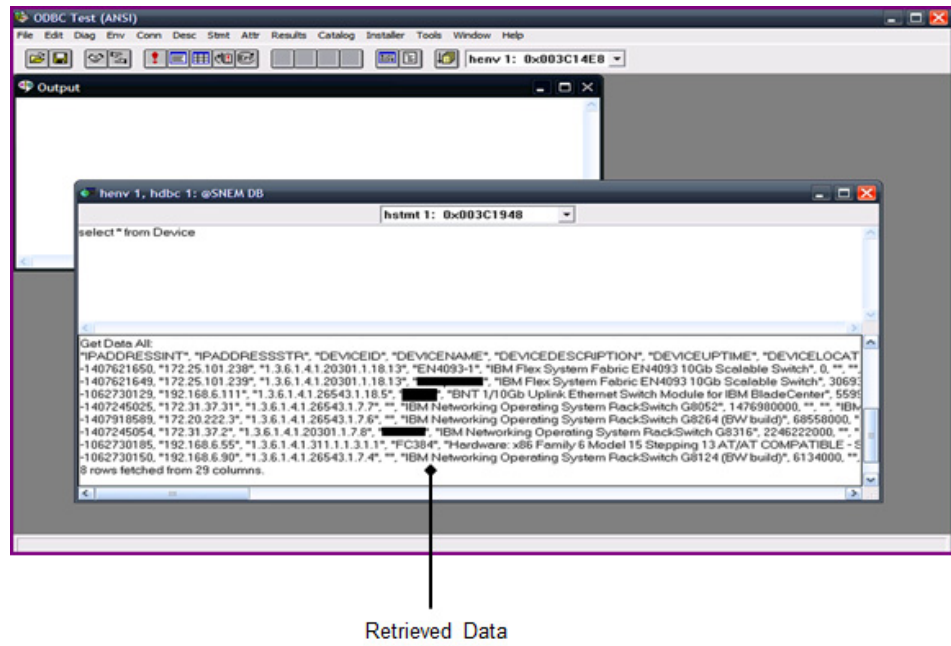 ODBC Test (ANSI)
File Edit Diag Env Conn Desc Stmt Attr Results Catalog Installer Tools Window Help
henv 1: 0x003C14E8
Output
henv 1, hdbc 1: @SNEM DB
hstmt 1: 0x003C1948
select * from Device
Get Data All:
"IPADDRESSINT", "IPADDRESSSTR", "DEVICEID", "DEVICENAME", "DEVICEDESCRIPTION", "DEVICEUPTIME", "DEVICELOCAT
-1407621650, "172.25.101.238", "1.3.6.1.4.1.20301.1.18.13", "EN4093-1", "IBM Flex System Fabric EN4093 10Gb Scalable Switch", 0, "", "",
-1407621649, "172.25.101.239", "1.3.6.1.4.1.20301.1.18.13", " ", "IBM Flex System Fabric EN4093 10Gb Scalable Switch", 3069
-1062730129, "192.168.6.111", "1.3.6.1.4.1.26543.1.18.5", " ", "BNT 1/10Gb Uplink Ethernet Switch Module for IBM BladeCenter", 559
-1407245025, "172.31.37.31", "1.3.6.1.4.1.26543.1.7.7", "", "IBM Networking Operating System RackSwitch G8052", 1476980000, "", "", "IBM
-1407918589, "172.20.222.3", "1.3.6.1.4.1.26543.1.7.6", "", "IBM Networking Operating System RackSwitch G8264 (BW build)", 68558000, "
-1407245054, "172.31.37.2", "1.3.6.1.4.1.20301.1.7.8", " ", "IBM Networking Operating System RackSwitch G8316", 2246222000, "", "
-1062730185, "192.168.6.55", "1.3.6.1.4.1.311.1.1.3.1.1", "FC384", "Hardware: x86 Family 6 Model 15 Stepping 13 AT/AT COMPATIBLE - S
-1062730150, "192.168.6.90", "1.3.6.1.4.1.26543.1.7.4", "", "IBM Networking Operating System RackSwitch G8124 (BW build)", 6134000, "",
8 rows fetched from 29 columns.
Retrieved Data